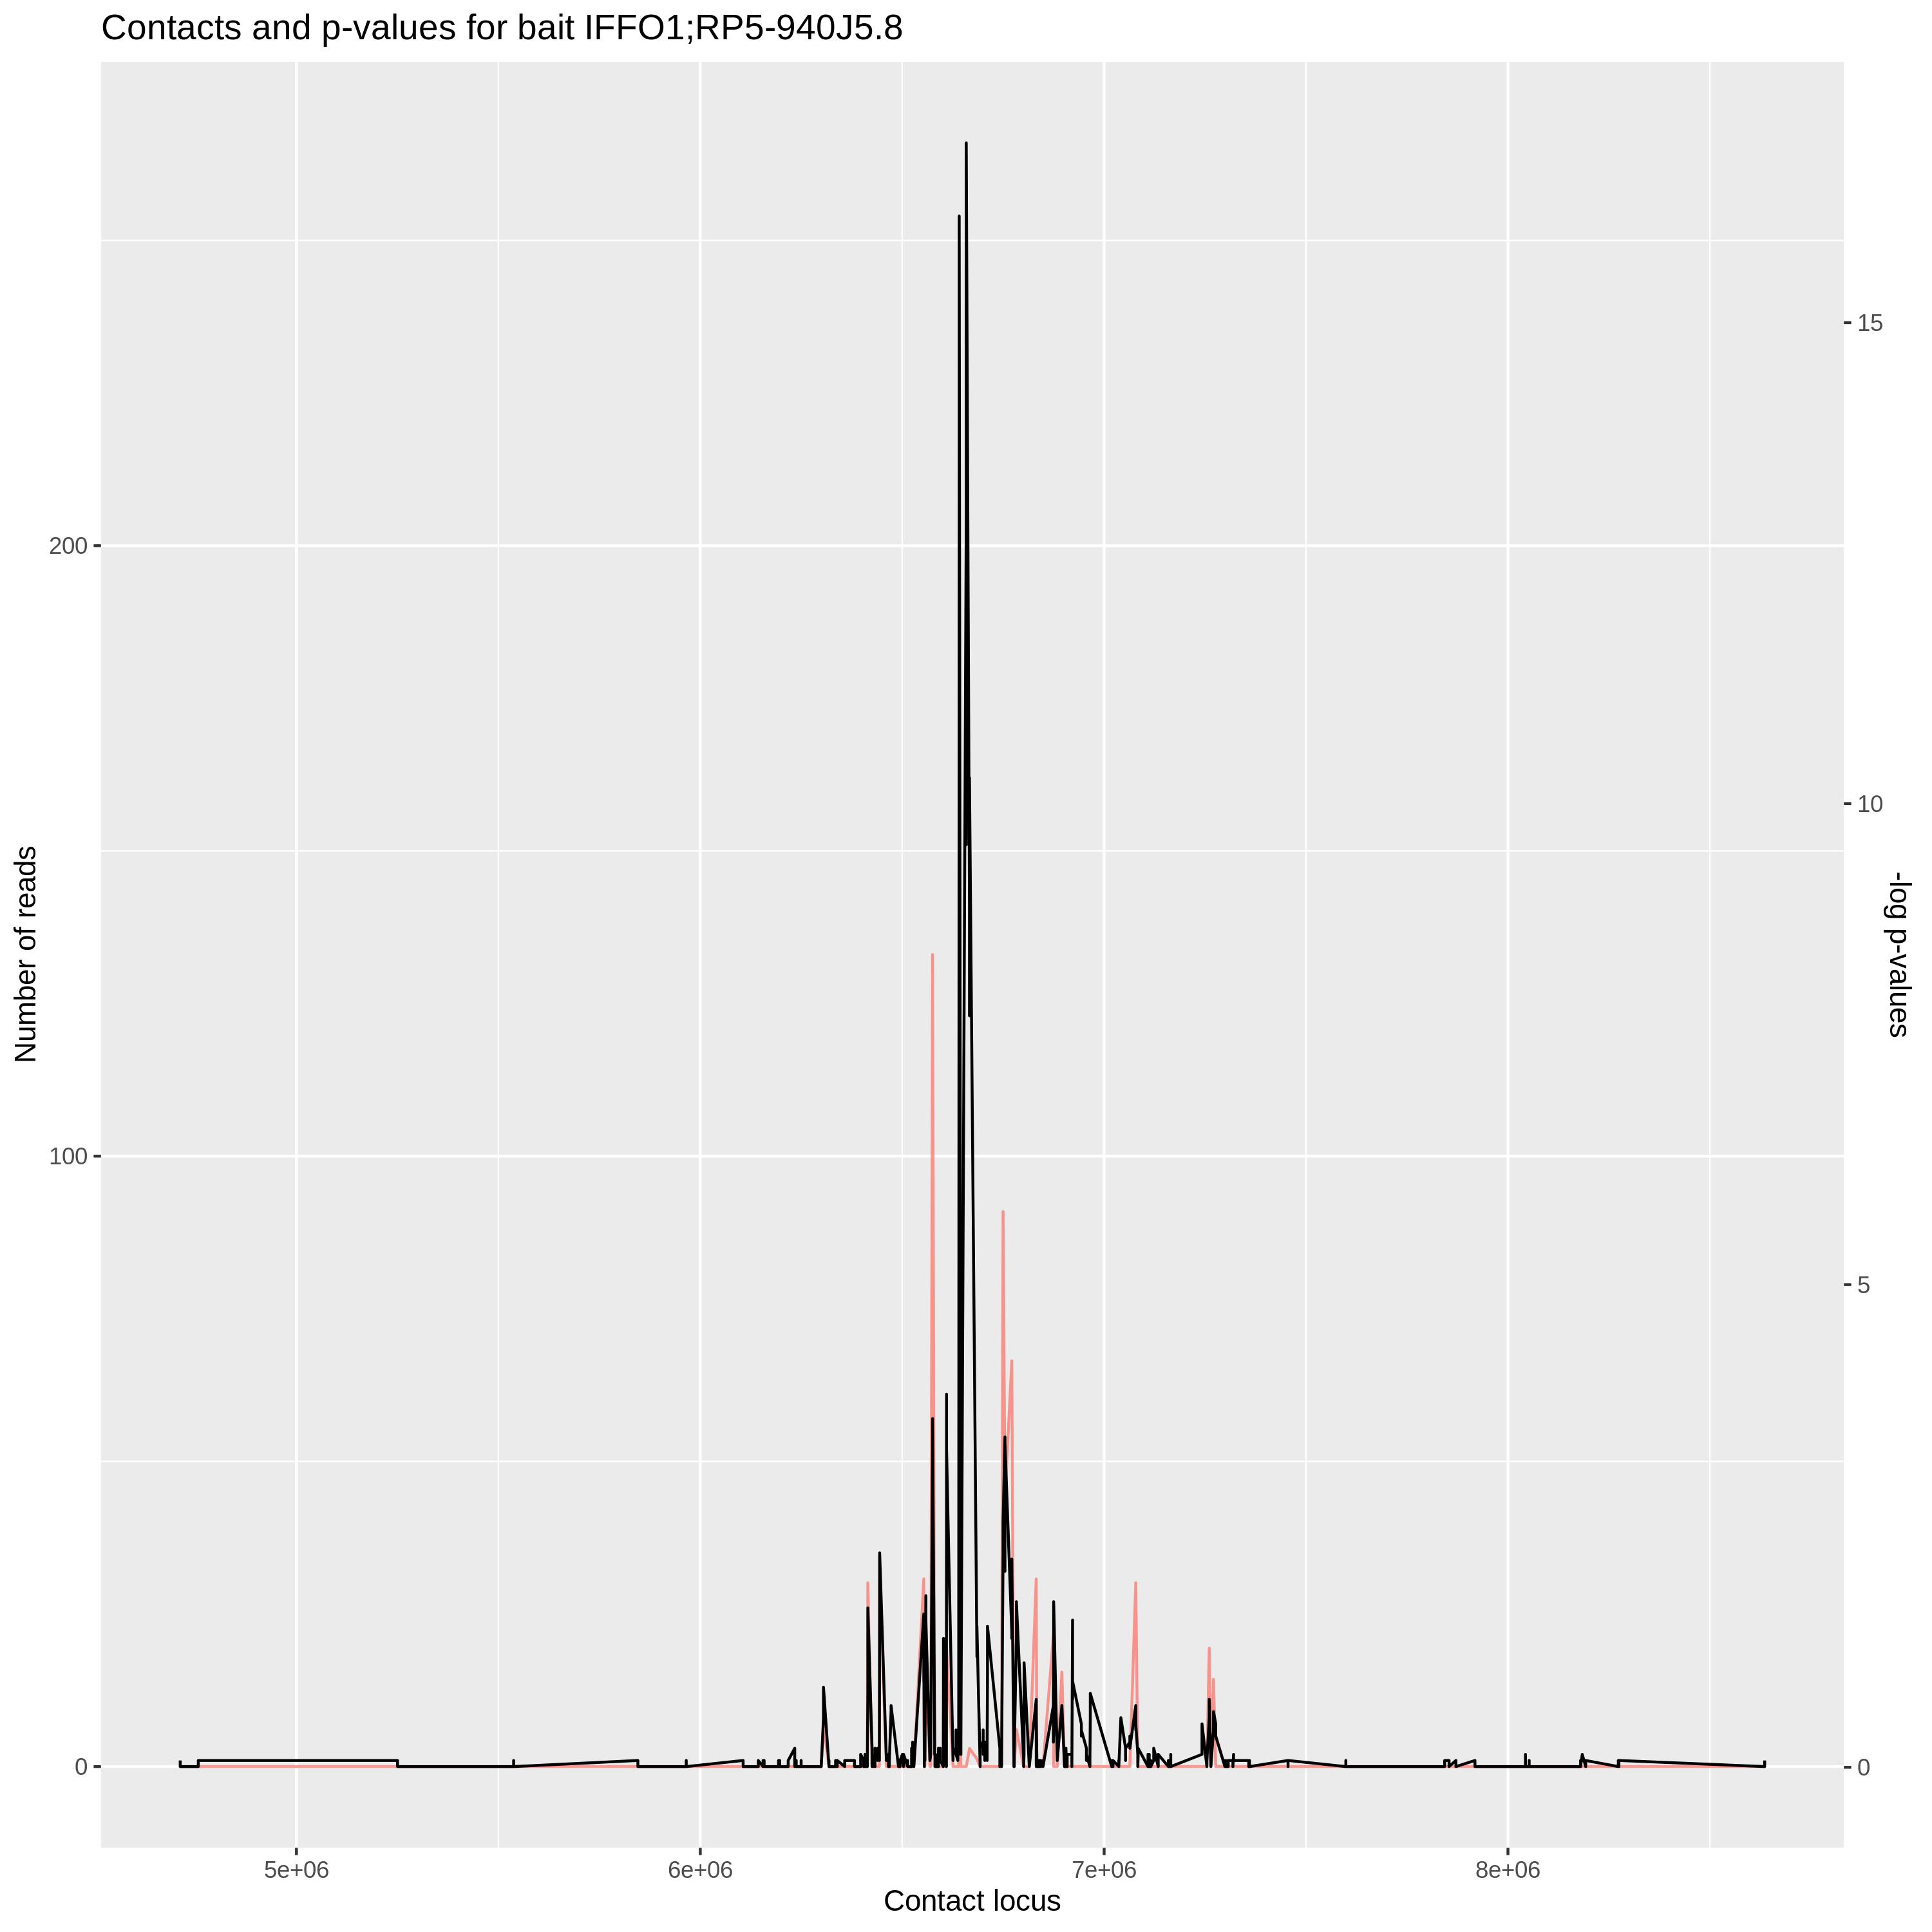 Contacts and p-values for bait IFFO1;RP5-940J5.8
15
200
10
Number of reads
-log p-values
100
5
0
0
5e+06 6e+06 7e+06 8e+06
Contact locus